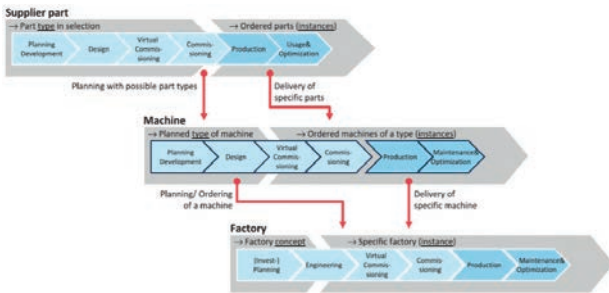 Supplier part
→ Part type in selection
→ Ordered parts (instances)
Planning
Development
Design
Virtual
Commis-
sioning
Commis-
sioning
Production
Usage&
Optimization
Planning with possible part types
Delivery of
specific parts
Machine
→ Planned type of machine
→ Ordered machines of a type (instances)
Planning
Development
Design
Virtual
Commis-
sioning
Commis-
sioning
Production
Maintenance&
Optimization
Planning/ Ordering
of a machine
Delivery of
specific machine
Factory
→ Factory concept
→ Specific factory (instance)
(Invest-)
Planning
Engineering
Virtual
Commis-
sioning
Commis-
sioning
Production
Maintenance&
Optimization